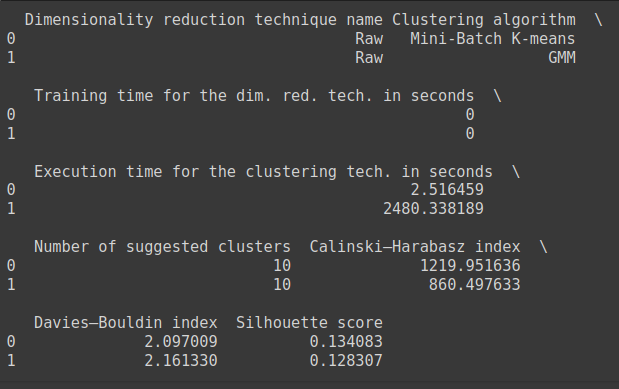 Dimensionality reduction technique name Clustering algorithm \
0 Raw Mini-Batch K-means
1 Raw GMM
Training time for the dim. red. tech. in seconds \
0 0
1 0
Execution time for the clustering tech. in seconds \
0 2.516459
1 2480.338189
Number of suggested clusters Calinski–Harabasz index \
0 10 1219.951636
1 10 860.497633
Davies–Bouldin index Silhouette score
0 2.097009 0.134083
1 2.161330 0.128307